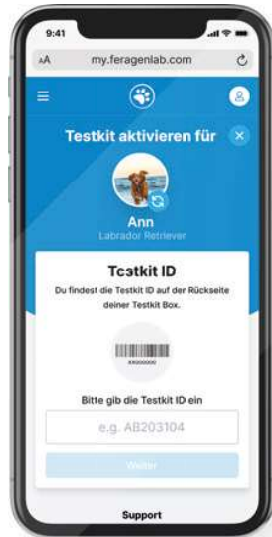 9:41
AA my.feragenlab.com
Testkit aktivieren für
Ann
Labrador Retriever
Tcstkit ID
Du findest die Testkit ID auf der Rückseite
deiner Testkit Box.
Bitte gib die Testkit ID ein
e.g. AB203104
Weiter
Support